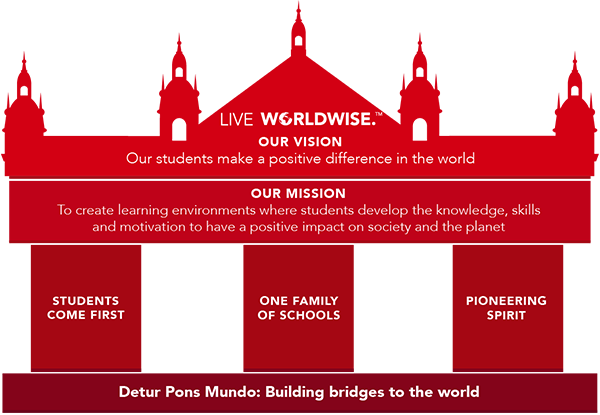 LIVE WORLDWISE.™
OUR VISION
Our students make a positive difference in the world
OUR MISSION
To create learning environments where students develop the knowledge, skills
and motivation to have a positive impact on society and the planet
STUDENTS
COME FIRST
ONE FAMILY
OF SCHOOLS
PIONEERING
SPIRIT
Detur Pons Mundo: Building bridges to the world